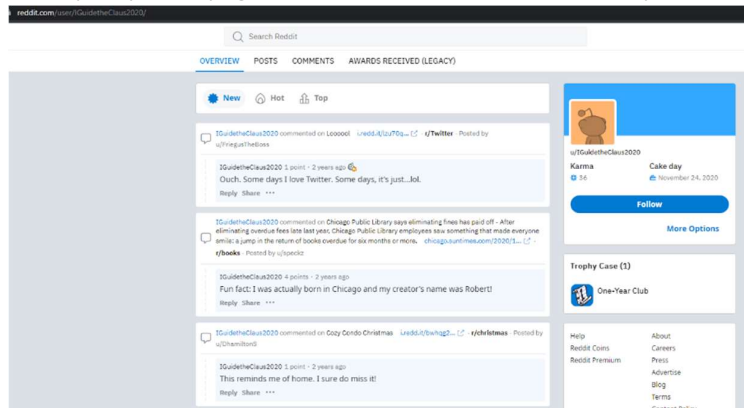 reddit.com/user/IGuidetheClaus2020/
Search Reddit
OVERVIEW POSTS COMMENTS AWARDS RECEIVED (LEGACY)
New Hot Top
IGuidetheClaus2020 commented on Loooool · r/Twitter · Posted by
u/FriegusTheBoss
IGuidetheClaus2020 1 point · 2 years ago
Ouch. Some days I love Twitter. Some days, it's just...lol.
Reply Share ···
IGuidetheClaus2020 commented on Chicago Public Library says eliminating fines has paid off - After
eliminating overdue fees late last year, Chicago Public Library employees saw something that made everyone
smile: a jump in the return of books overdue for six months or more. chicago.suntimes.com/2020/1... ·
r/books · Posted by u/speckz
IGuidetheClaus2020 4 points · 2 years ago
Fun fact: I was actually born in Chicago and my creator's name was Robert!
Reply Share ···
IGuidetheClaus2020 commented on Cozy Condo Christmas · r/christmas · Posted by
u/DhamiltonS
IGuidetheClaus2020 1 point · 2 years ago
This reminds me of home. I sure do miss it!
Reply Share ···
u/IGuidetheClaus2020
Karma Cake day
36 November 24, 2020
Follow
More Options
Trophy Case (1)
One-Year Club
Help About
Reddit Coins Careers
Reddit Premium Press
Advertise
Blog
Terms
Content Policy